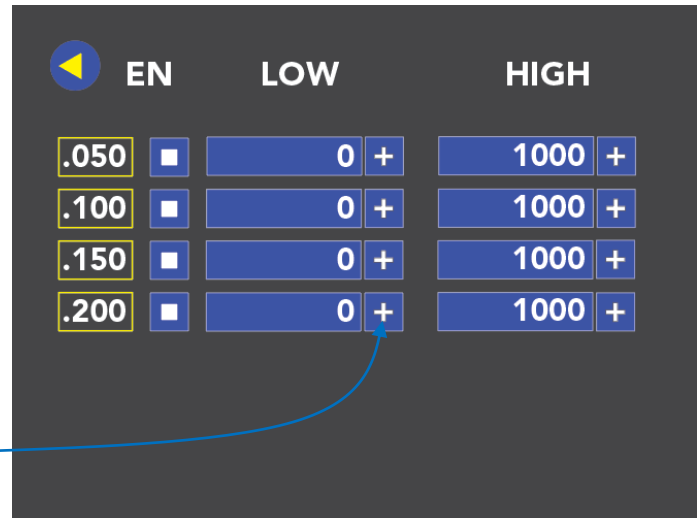 EN LOW HIGH
.050 0 + 1000 +
.100 0 + 1000 +
.150 0 + 1000 +
.200 0 + 1000 +